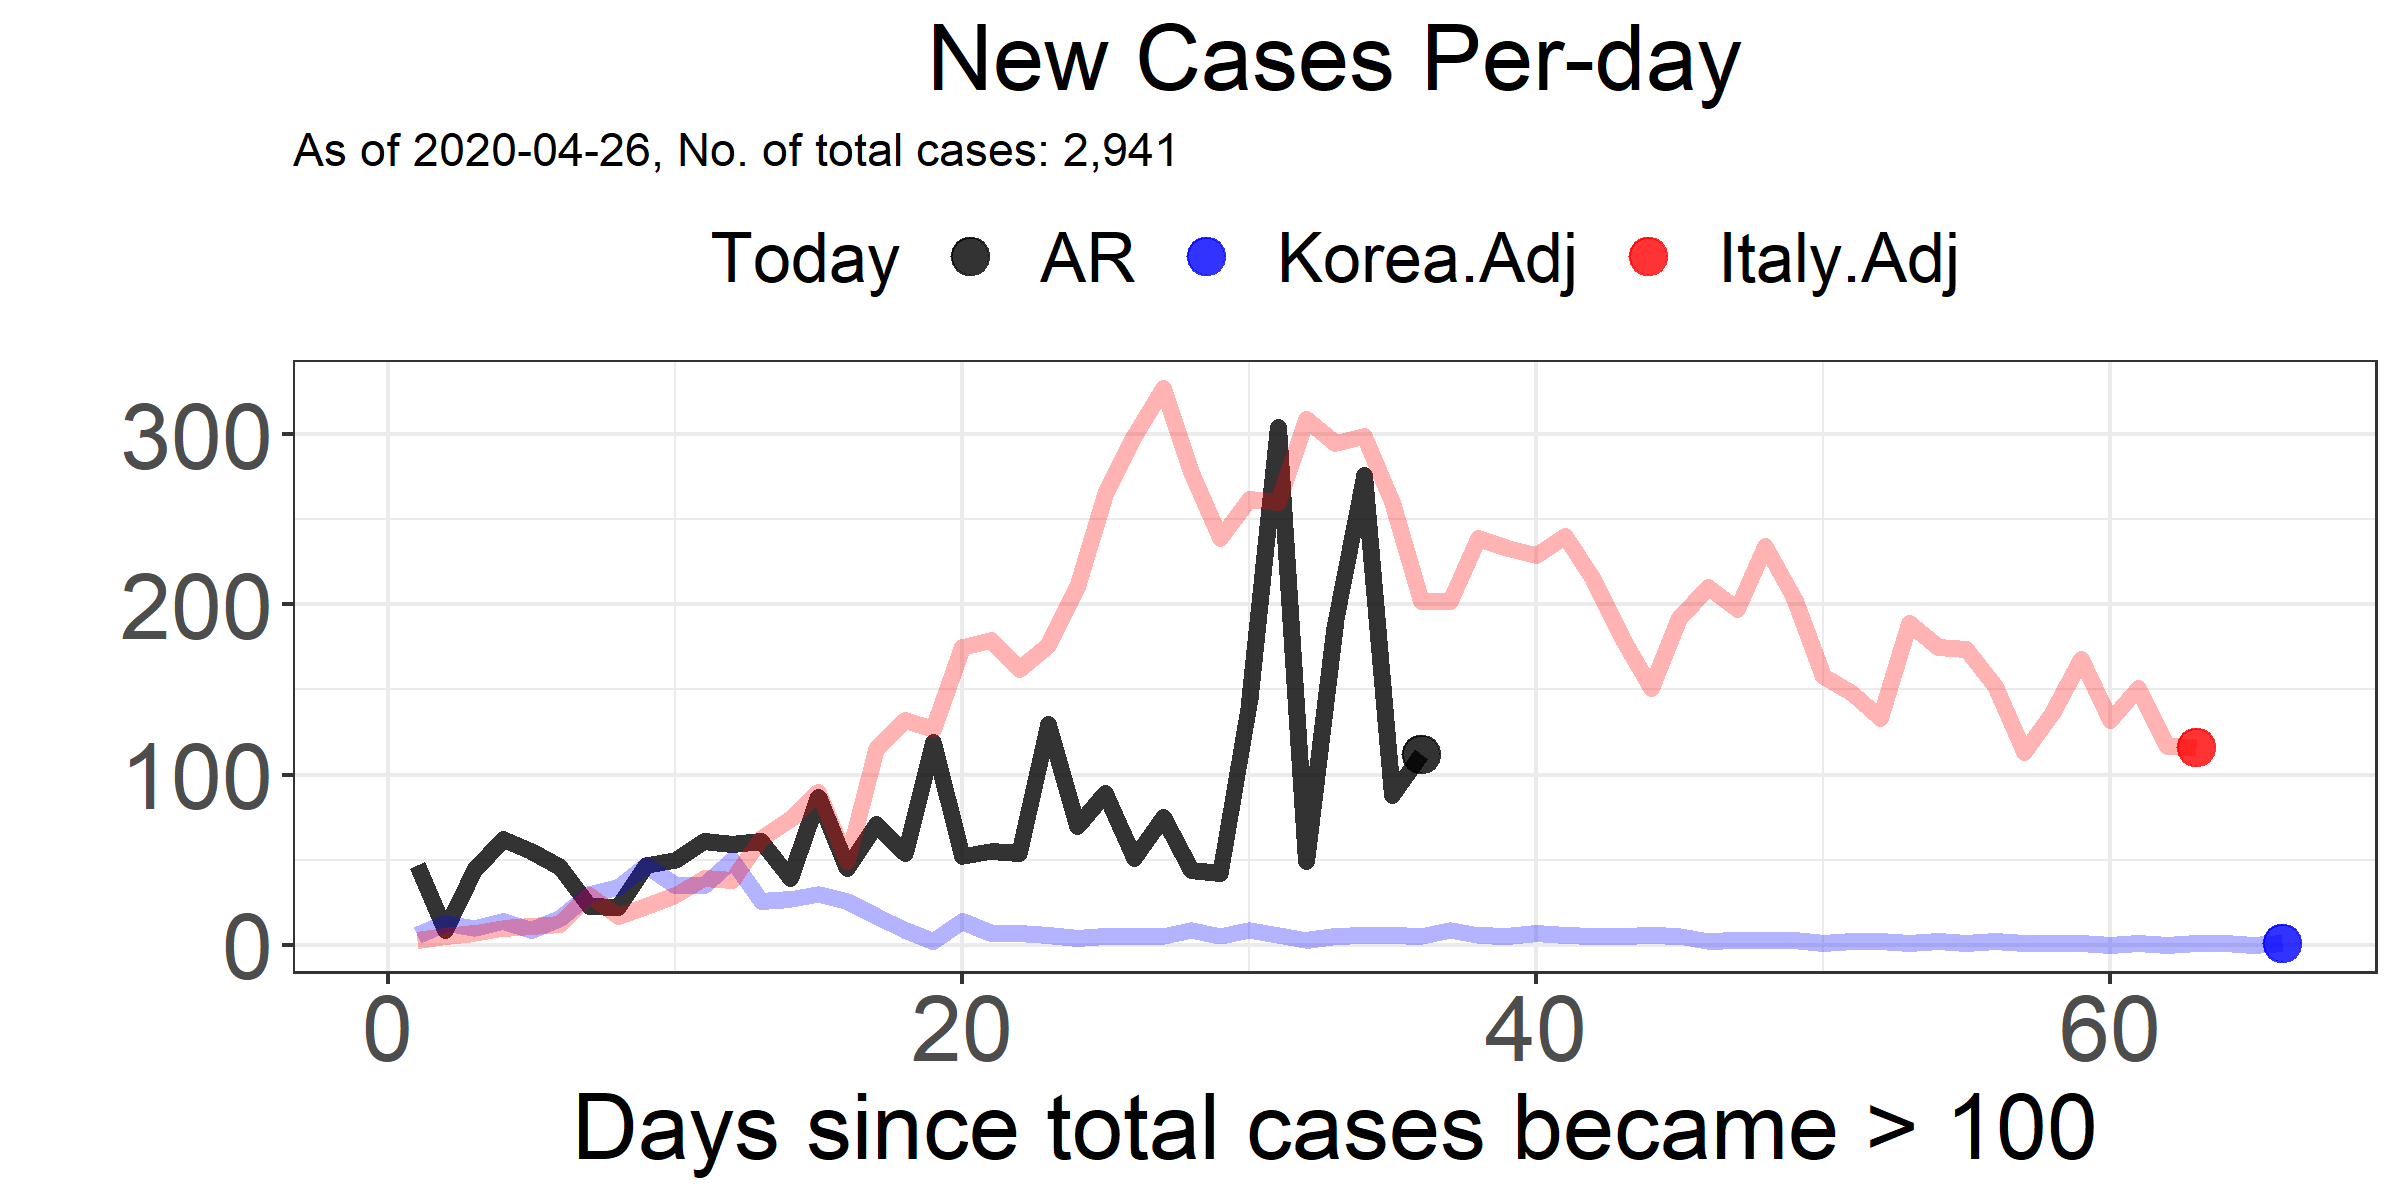 New Cases Per-day
As of 2020-04-26, No. of total cases: 2,941
Today AR Korea.Adj Italy.Adj
300
200
100
0
0 20 40 60
Days since total cases became > 100